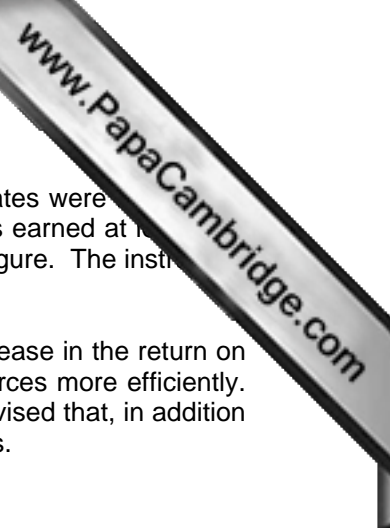 www.PapaCambridge.com
ates were
s earned at
gure. The inst
ease in the return on
rces more efficiently.
vised that, in addition
s.